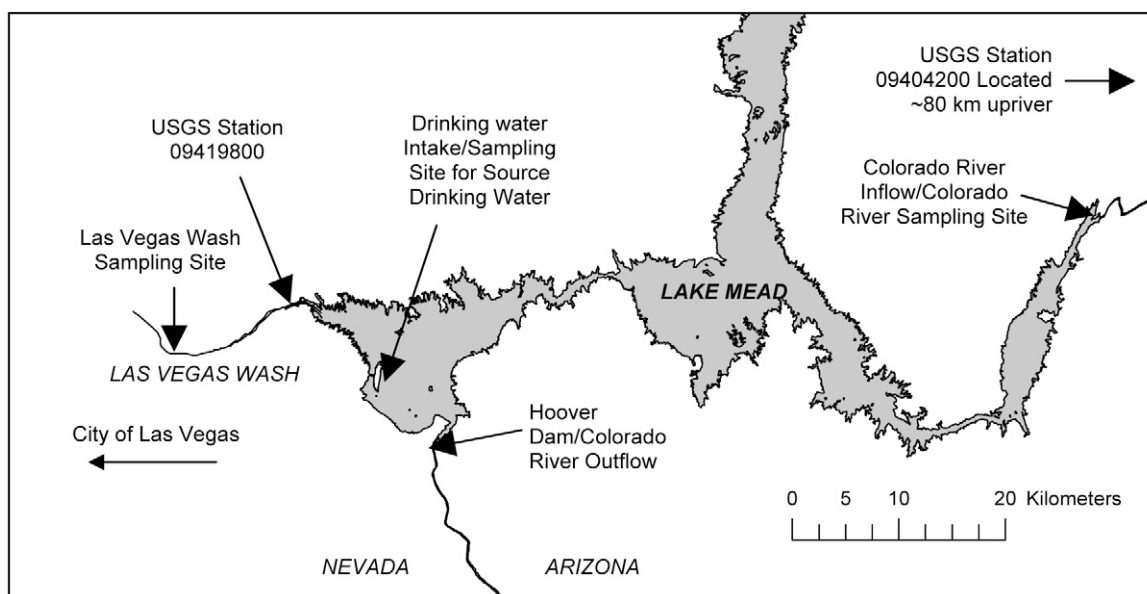 USGS Station
09404200 Located
~80 km upriver
Drinking water
Intake/Sampling
Site for Source
Drinking Water
USGS Station
09419800
Colorado River
Inflow/Colorado
River Sampling Site
Las Vegas Wash
Sampling Site
LAKE MEAD
LAS VEGAS WASH
City of Las Vegas
Hoover
Dam/Colorado
River Outflow
0 5 10 20 Kilometers
NEVADA
ARIZONA